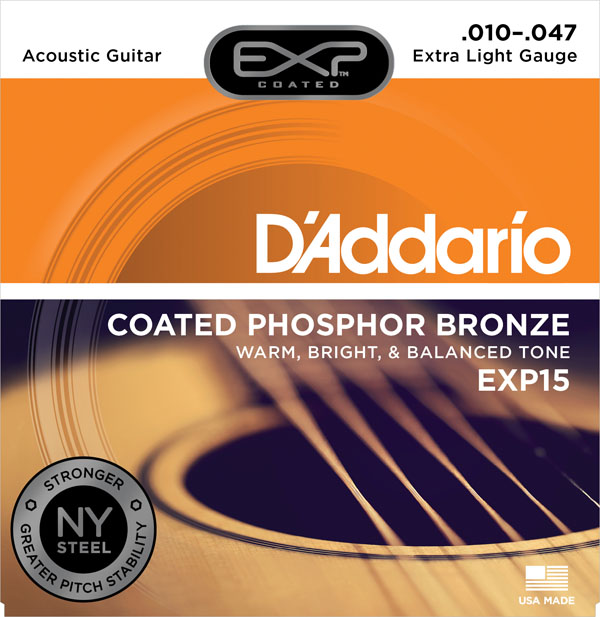 Acoustic Guitar
EXP™
COATED
.010–.047
Extra Light Gauge
D'Addario
COATED PHOSPHOR BRONZE
WARM, BRIGHT, & BALANCED TONE
EXP15
STRONGER
NY
STEEL
GREATER PITCH STABILITY
USA MADE